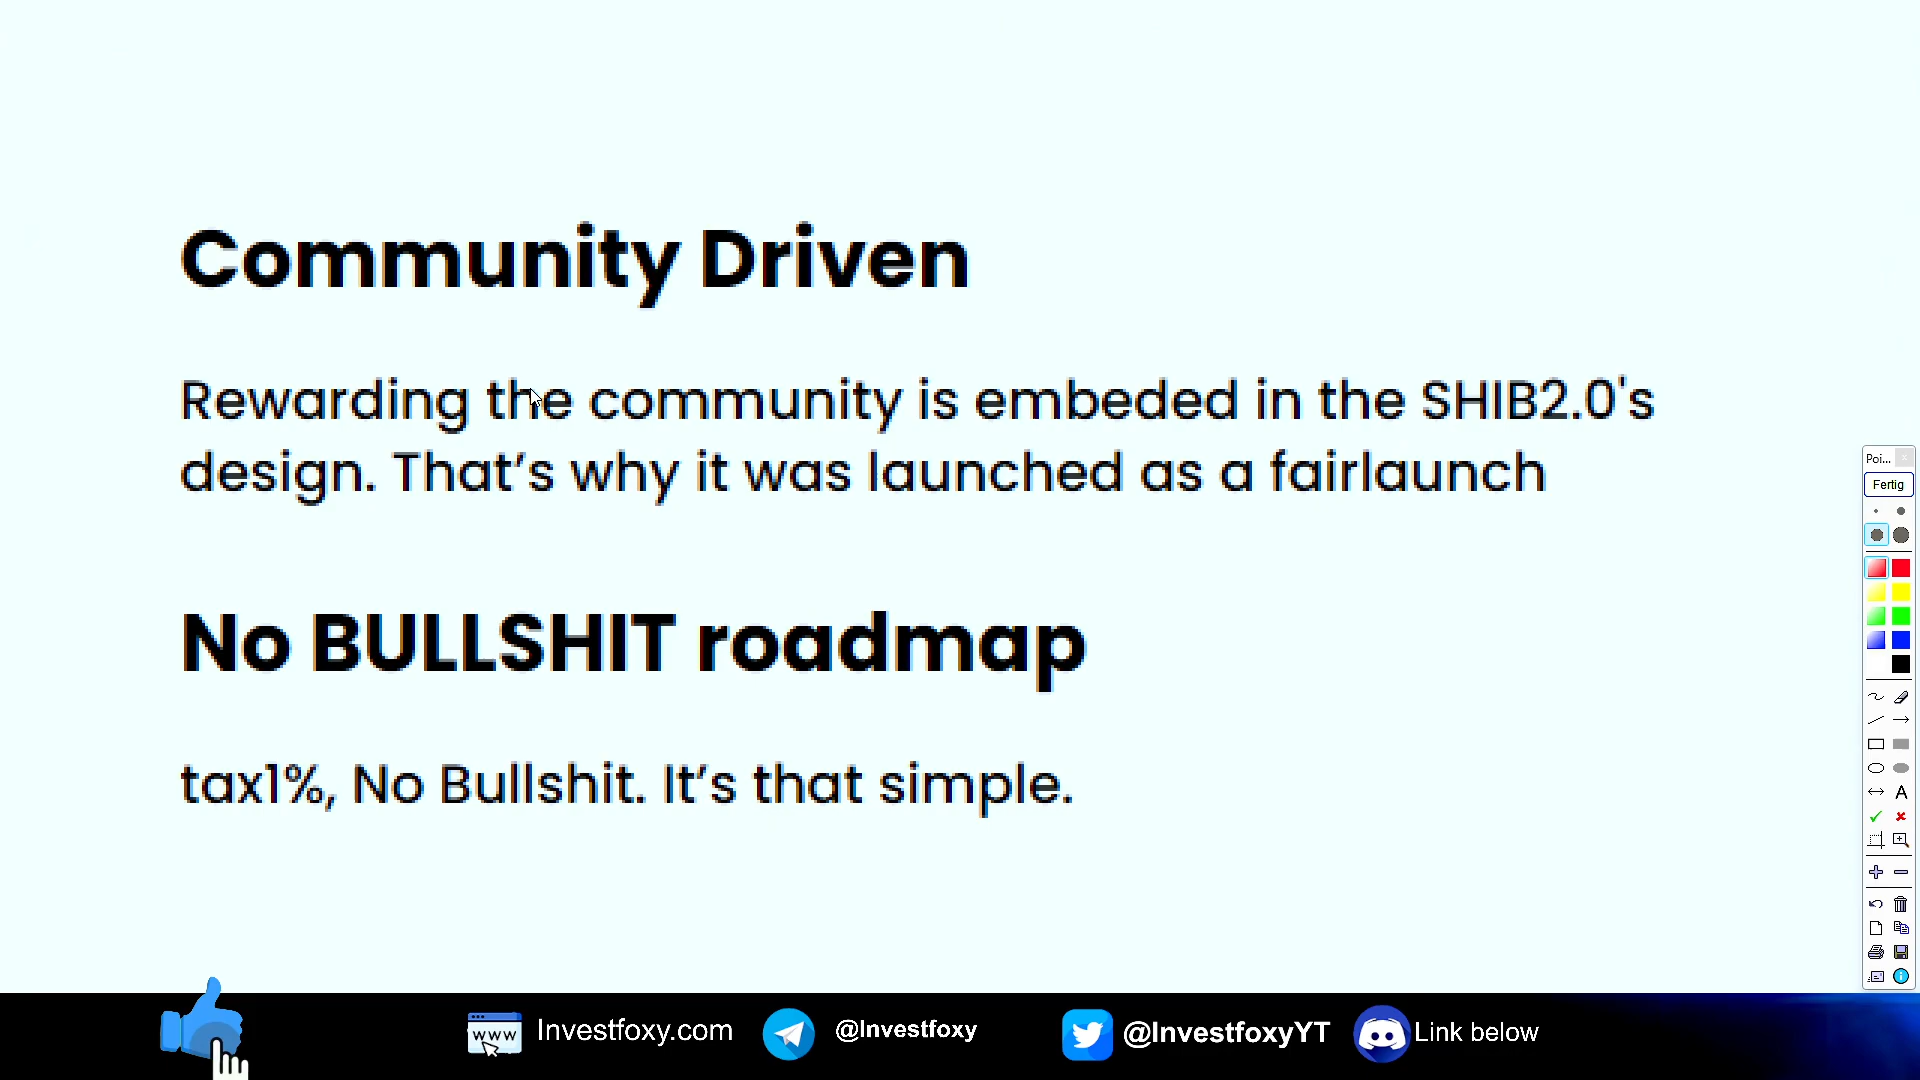 Community Driven
Rewarding the community is embeded in the SHIB2.0's
design. That’s why it was launched as a fairlaunch
No BULLSHIT roadmap
tax1%, No Bullshit. It’s that simple.
Poi...
Fertig
A
www
Investfoxy.com
@Investfoxy
@InvestfoxyYT
Link below